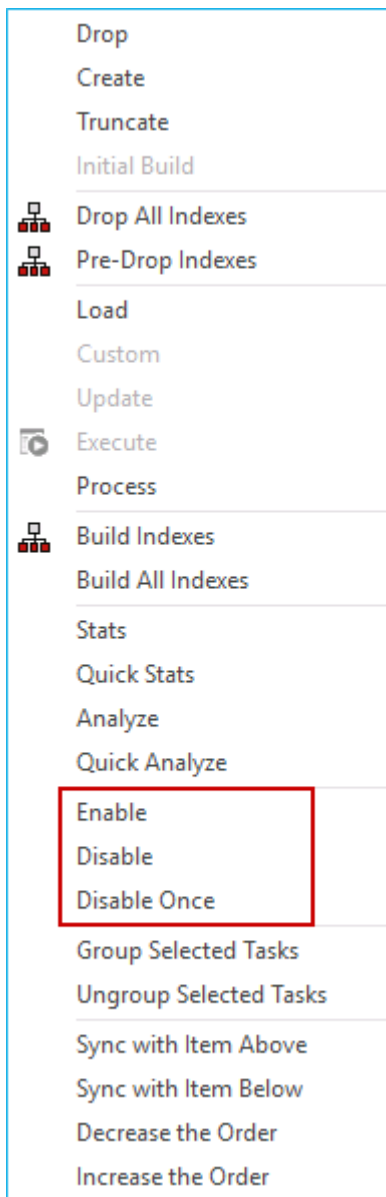 Drop
Create
Truncate
Initial Build
Drop All Indexes
Pre-Drop Indexes
Load
Custom
Update
Execute
Process
Build Indexes
Build All Indexes
Stats
Quick Stats
Analyze
Quick Analyze
Enable
Disable
Disable Once
Group Selected Tasks
Ungroup Selected Tasks
Sync with Item Above
Sync with Item Below
Decrease the Order
Increase the Order